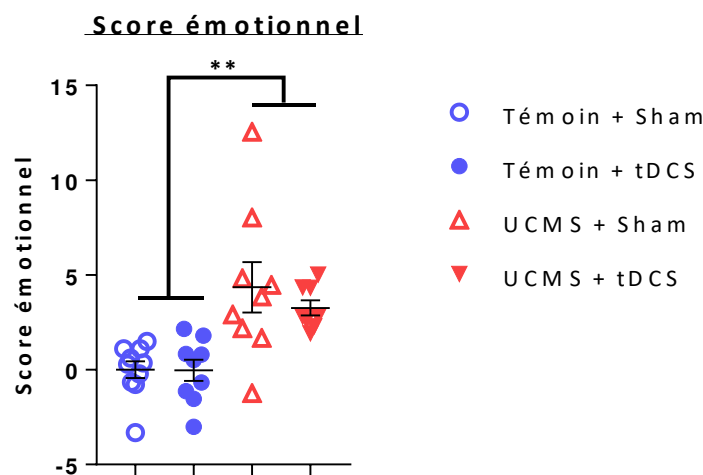 Score émotionnel
**
15
10
5
0
-5
Score émotionnel
Témoin + Sham
Témoin + tDCS
UCMS + Sham
UCMS + tDCS